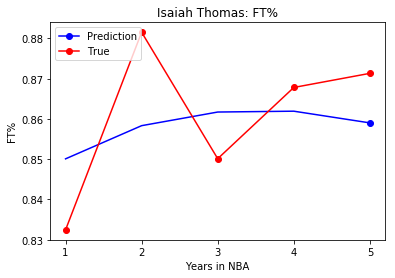 Isaiah Thomas: FT%
Prediction
True
0.88
0.87
0.86
0.85
0.84
0.83
FT%
1 2 3 4 5
Years in NBA